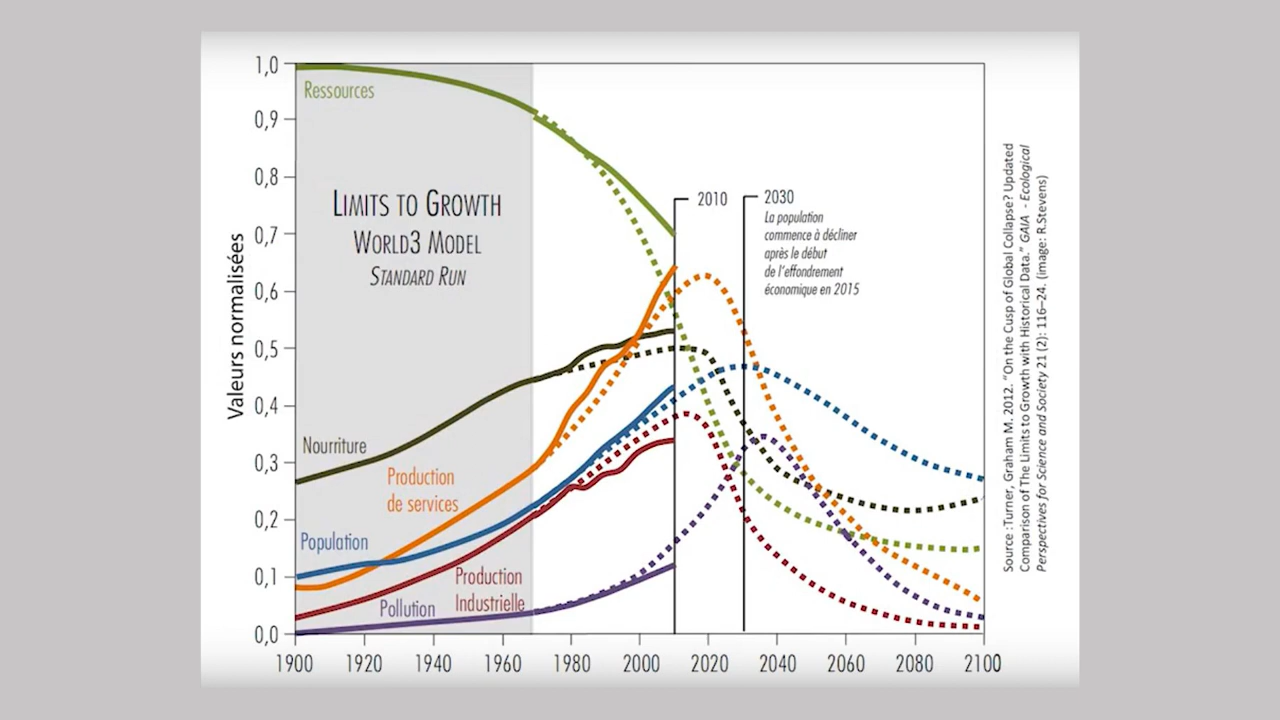 1,0
0,9
0,8
0,7
0,6
0,5
0,4
0,3
0,2
0,1
0,0
Valeurs normalisées
Ressources
LIMITS TO GROWTH
WORLD3 MODEL
STANDARD RUN
Nourriture
Production
de services
Population
Production
Industrielle
Pollution
2010
2030
La population
commence à décliner
après le début
de l'effondrement
économique en 2015
1900
1920
1940
1960
1980
2000
2020
2040
2060
2080
2100
Source : Turner, Graham M. 2012. "On the Cusp of Global Collapse? Updated
Comparison of The Limits to Growth with Historical Data." GAIA - Ecological
Perspectives for Science and Society 21 (2): 116–24. (image: R.Stevens)